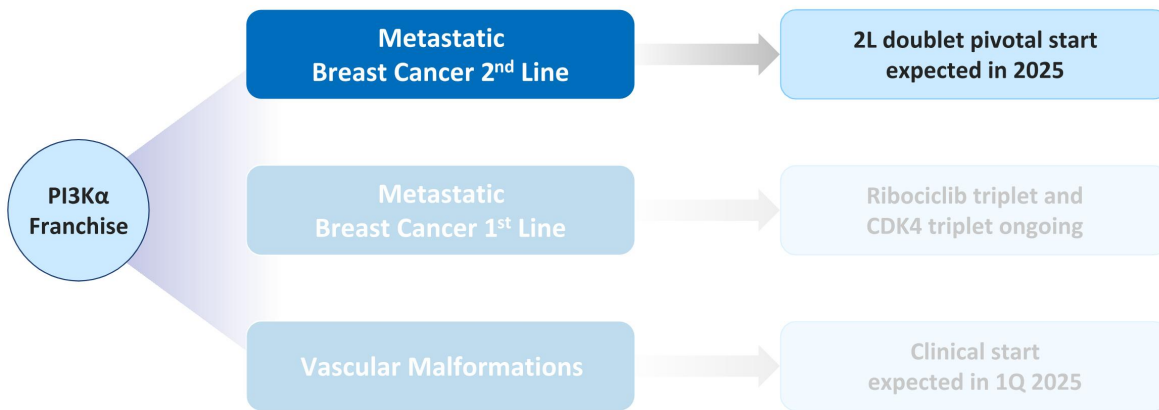 Metastatic
Breast Cancer 2nd Line
2L doublet pivotal start
expected in 2025
PI3Kα
Franchise
Metastatic
Breast Cancer 1st Line
Ribociclib triplet and
CDK4 triplet ongoing
Vascular Malformations
Clinical start
expected in 1Q 2025